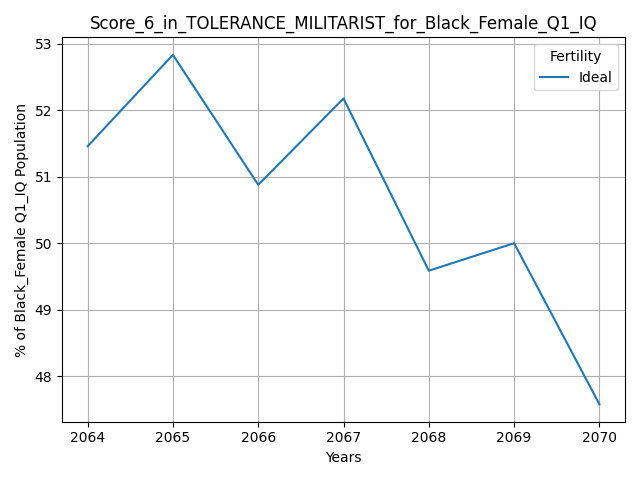 Score_6_in_TOLERANCE_MILITARIST_for_Black_Female_Q1_IQ
% of Black_Female Q1_IQ Population
53
52
51
50
49
48
Fertility
Ideal
2064 2065 2066 2067 2068 2069 2070
Years